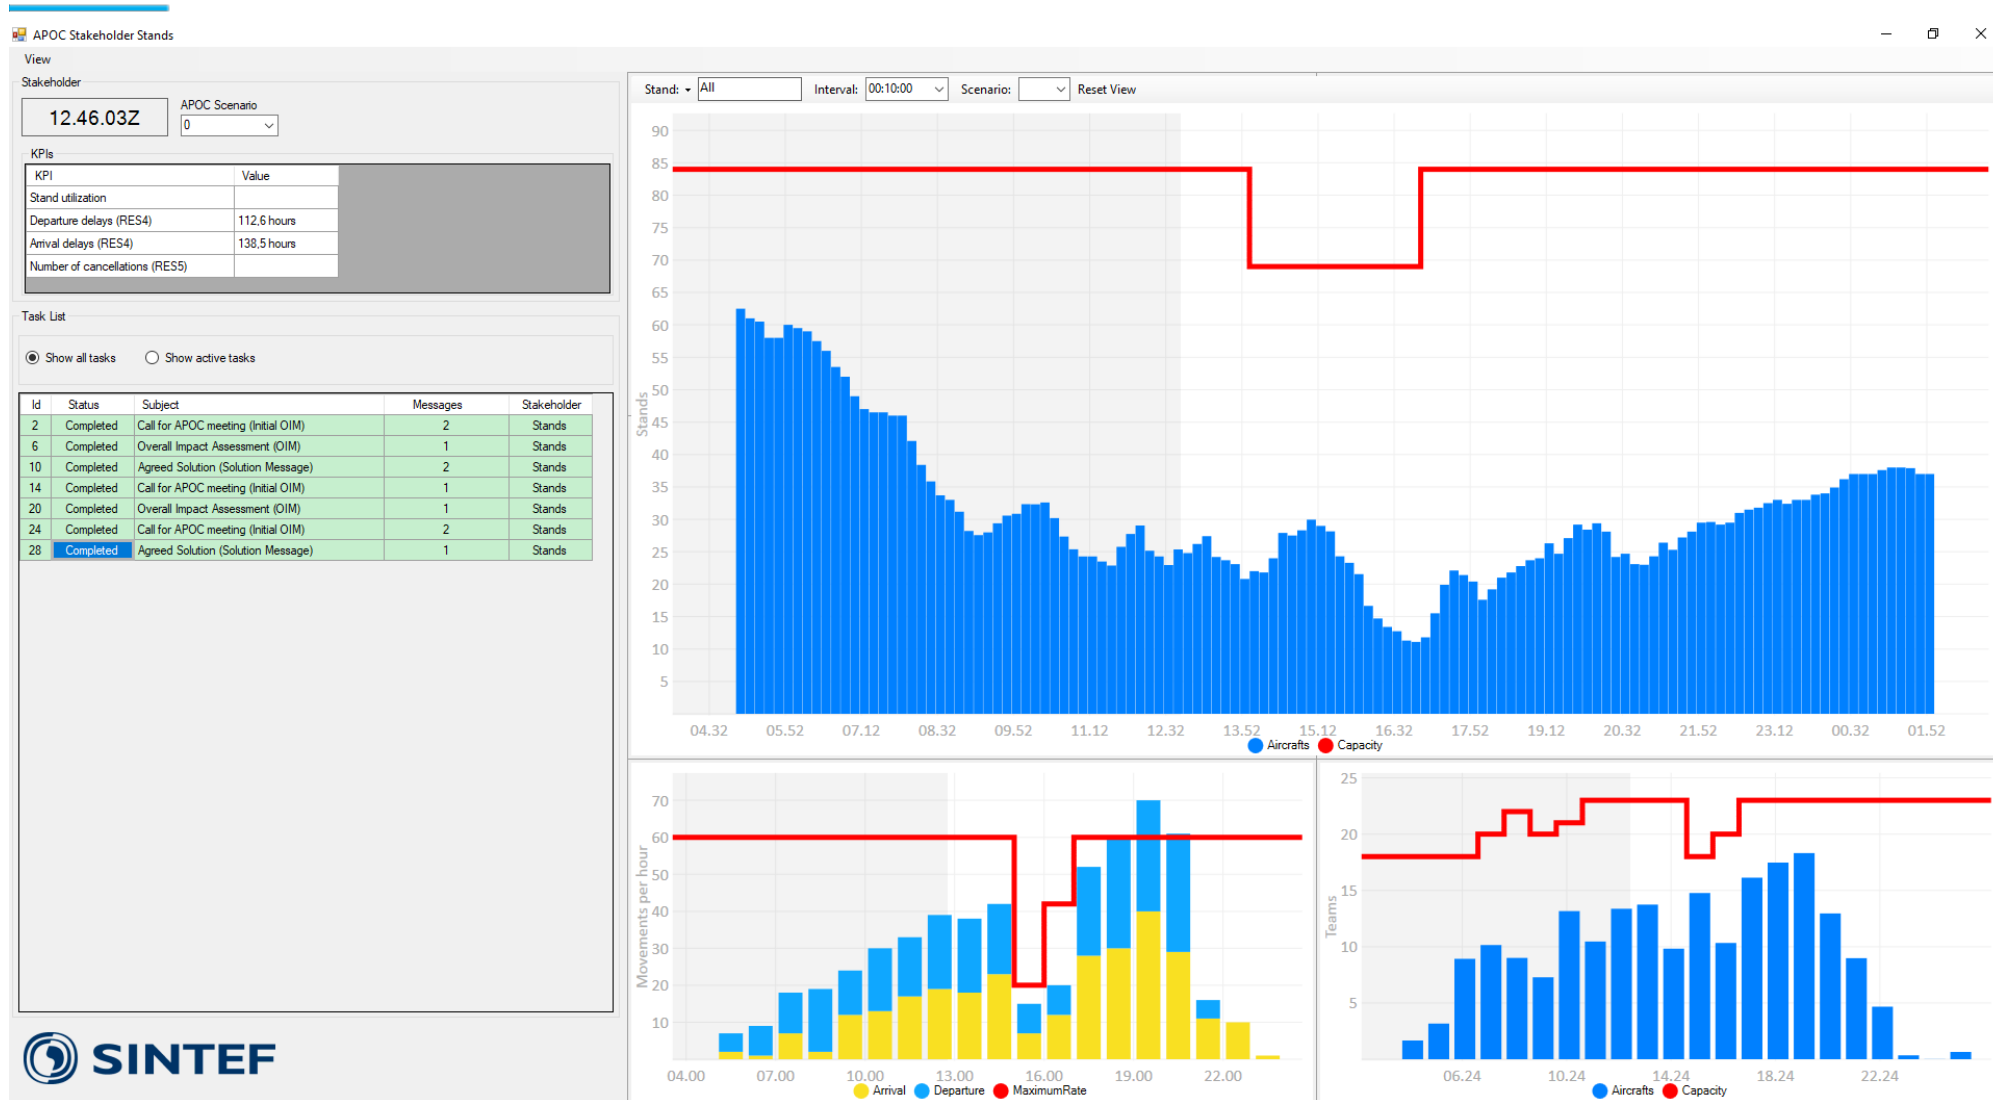 APOC Stakeholder Stands
View
Stakeholder
12.46.03Z
APOC Scenario
0
KPIs
KPI Value
Stand utilization
Departure delays (RES4) 112,6 hours
Arrival delays (RES4) 138,5 hours
Number of cancellations (RES5)
Task List
Show all tasks Show active tasks
Id Status Subject Messages Stakeholder
2 Completed Call for APOC meeting (Initial OIM) 2 Stands
6 Completed Overall Impact Assessment (OIM) 1 Stands
10 Completed Agreed Solution (Solution Message) 2 Stands
14 Completed Call for APOC meeting (Initial OIM) 1 Stands
20 Completed Overall Impact Assessment (OIM) 1 Stands
24 Completed Call for APOC meeting (Initial OIM) 2 Stands
28 Completed Agreed Solution (Solution Message) 1 Stands
SINTEF
Stand: All Interval: 00:10:00 Scenario: Reset View
90
85
80
75
70
65
60
55
50
45
40
35
30
25
20
15
10
5
Stands
04.32 05.52 07.12 08.32 09.52 11.12 12.32 13.52 15.12 16.32 17.52 19.12 20.32 21.52 23.12 00.32 01.52
Aircrafts Capacity
70
60
50
40
30
20
10
Movements per hour
04.00 07.00 10.00 13.00 16.00 19.00 22.00
Arrival Departure MaximumRate
25
20
15
10
5
Teams
06.24 10.24 14.24 18.24 22.24
Aircrafts Capacity